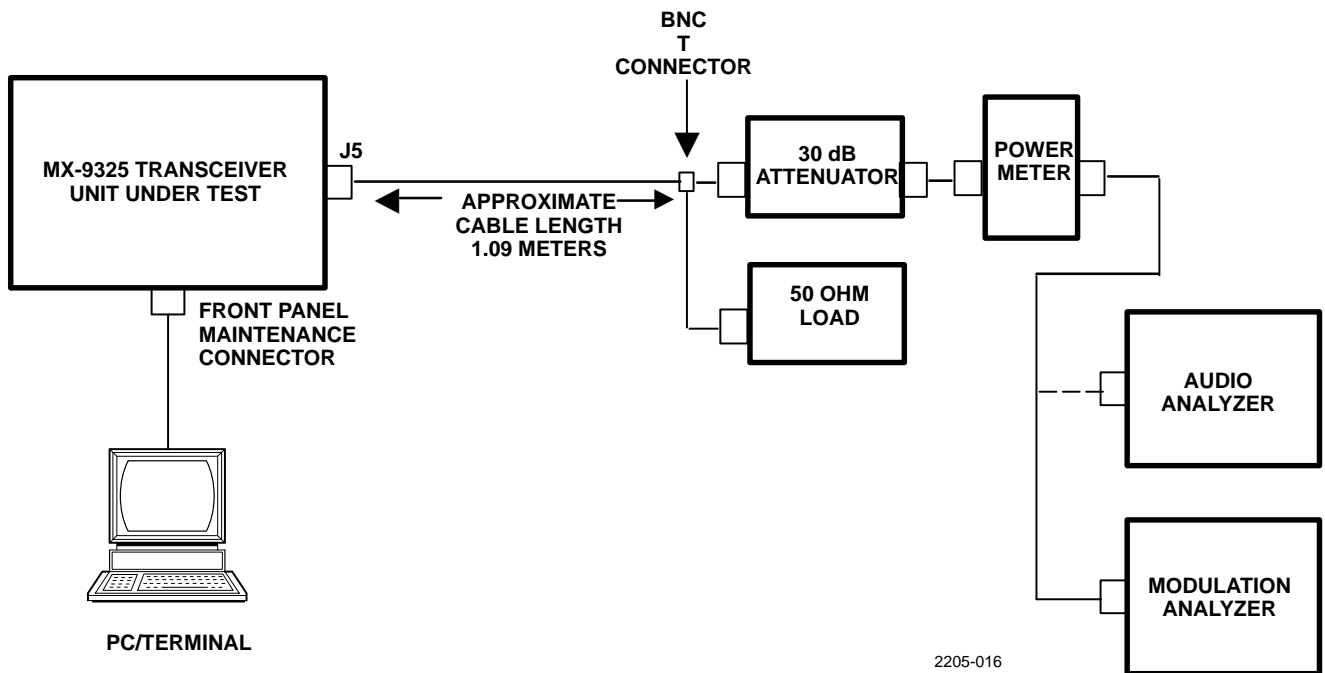 BNC
T
CONNECTOR
MX-9325 TRANSCEIVER
UNIT UNDER TEST
J5
30 dB
ATTENUATOR
POWER
METER
APPROXIMATE
CABLE LENGTH
1.09 METERS
FRONT PANEL
MAINTENANCE
CONNECTOR
50 OHM
LOAD
AUDIO
ANALYZER
MODULATION
ANALYZER
PC/TERMINAL
2205-016